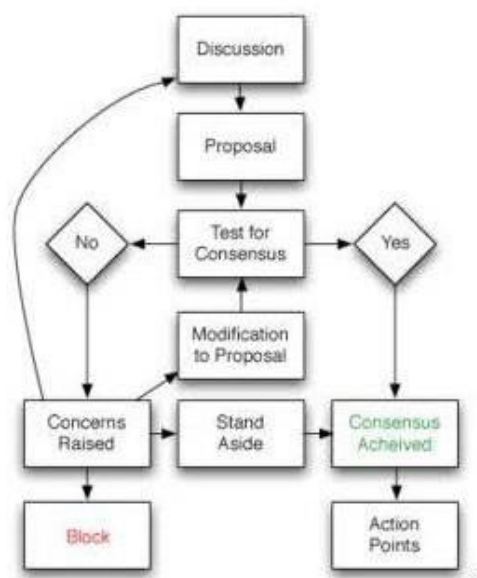 Discussion
Proposal
No
Test for
Consensus
Yes
Modification
to Proposal
Concerns
Raised
Stand
Aside
Consensus
Acheived
Block
Action
Points